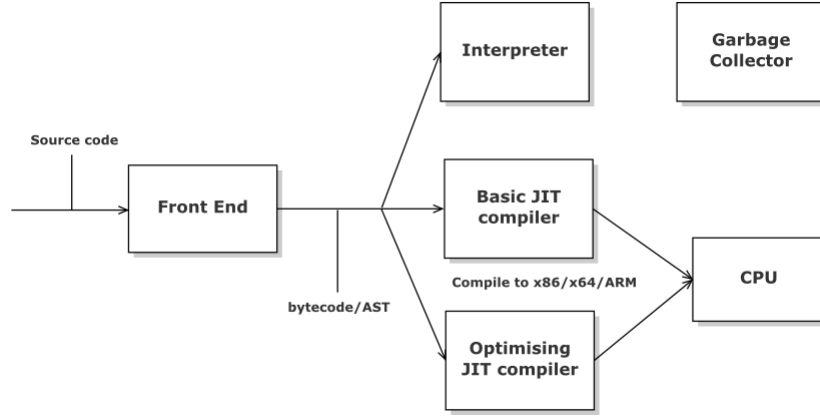 Interpreter
Garbage
Collector
Source code
Front End
Basic JIT
compiler
Compile to x86/x64/ARM
CPU
bytecode/AST
Optimising
JIT compiler